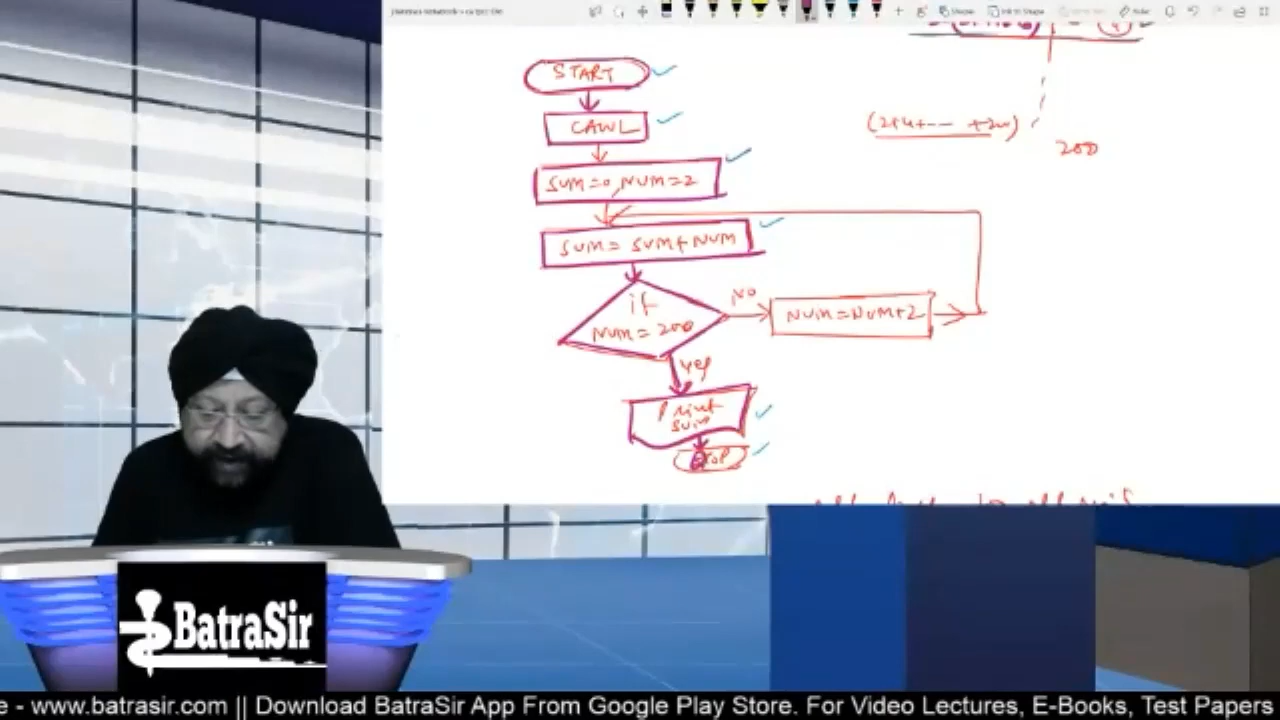 (2+4+--- +200)
200
START
CAWL
SUM=0, NUM=2
SUM = SUM+NUM
if
NUM = 200
NO
NUM=NUM+2
Yes
Print
SUM
STOP
BatraSir
- www.batrasir.com || Download BatraSir App From Google Play Store. For Video Lectures, E-Books, Test Papers